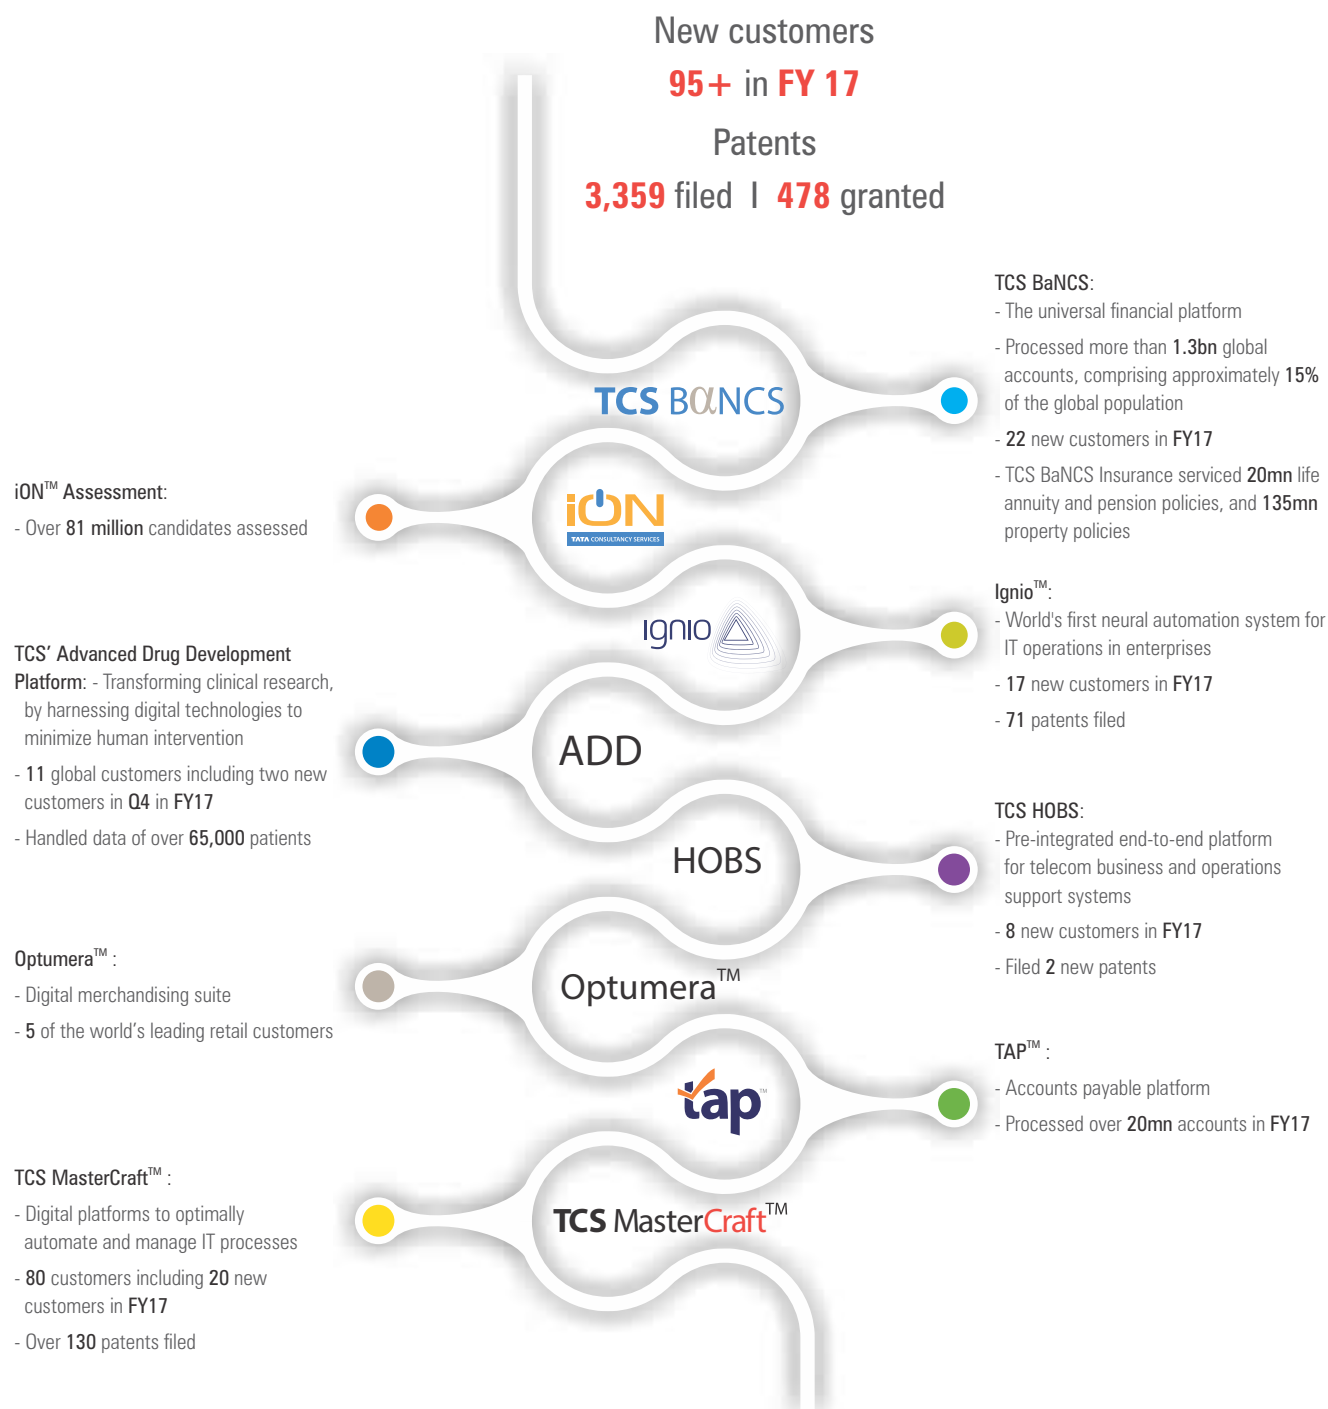 New customers
95+ in FY 17
Patents
3,359 filed | 478 granted
TCS BaNCS:
- The universal financial platform
- Processed more than 1.3bn global
accounts, comprising approximately 15%
of the global population
- 22 new customers in FY17
- TCS BaNCS Insurance serviced 20mn life
annuity and pension policies, and 135mn
property policies
TCS BαNCS
iON™ Assessment:
- Over 81 million candidates assessed
iON
TATA CONSULTANCY SERVICES
Ignio™:
- World's first neural automation system for
IT operations in enterprises
- 17 new customers in FY17
- 71 patents filed
ignio
TCS' Advanced Drug Development
Platform: - Transforming clinical research,
by harnessing digital technologies to
minimize human intervention
- 11 global customers including two new
customers in Q4 in FY17
- Handled data of over 65,000 patients
ADD
TCS HOBS:
- Pre-integrated end-to-end platform
for telecom business and operations
support systems
- 8 new customers in FY17
- Filed 2 new patents
HOBS
Optumera™ :
- Digital merchandising suite
- 5 of the world's leading retail customers
Optumera™
TAP™ :
- Accounts payable platform
- Processed over 20mn accounts in FY17
tap™
TCS MasterCraft™ :
- Digital platforms to optimally
automate and manage IT processes
- 80 customers including 20 new
customers in FY17
- Over 130 patents filed
TCS MasterCraft™